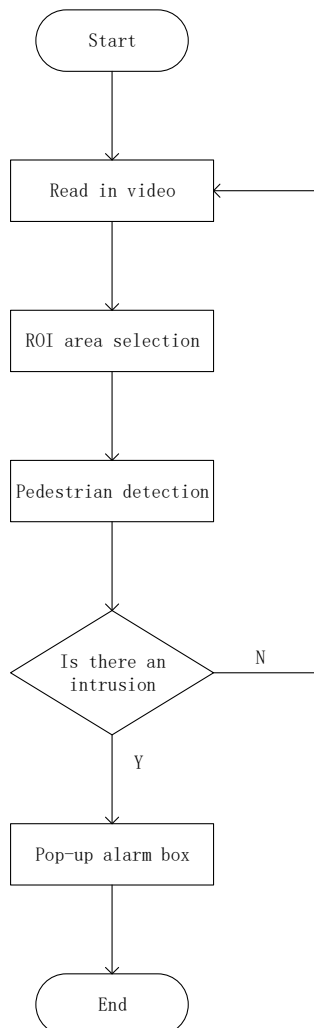 Start
Read in video
ROI area selection
Pedestrian detection
Is there an
intrusion
N
Y
Pop-up alarm box
End